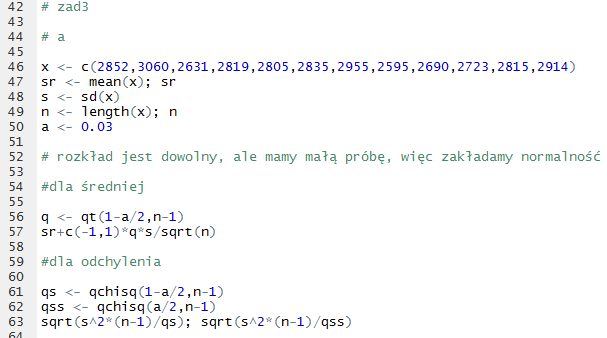 42 # zad3
43
44 # a
45
46 x <- c(2852,3060,2631,2819,2805,2835,2955,2595,2690,2723,2815,2914)
47 sr <- mean(x); sr
48 s <- sd(x)
49 n <- length(x); n
50 a <- 0.03
51
52 # rozkład jest dowolny, ale mamy małą próbę, więc zakładamy normalność
53
54 #dla średniej
55
56 q <- qt(1-a/2,n-1)
57 sr+c(-1,1)*q*s/sqrt(n)
58
59 #dla odchylenia
60
61 qs <- qchisq(1-a/2,n-1)
62 qss <- qchisq(a/2,n-1)
63 sqrt(s^2*(n-1)/qs); sqrt(s^2*(n-1)/qss)
64